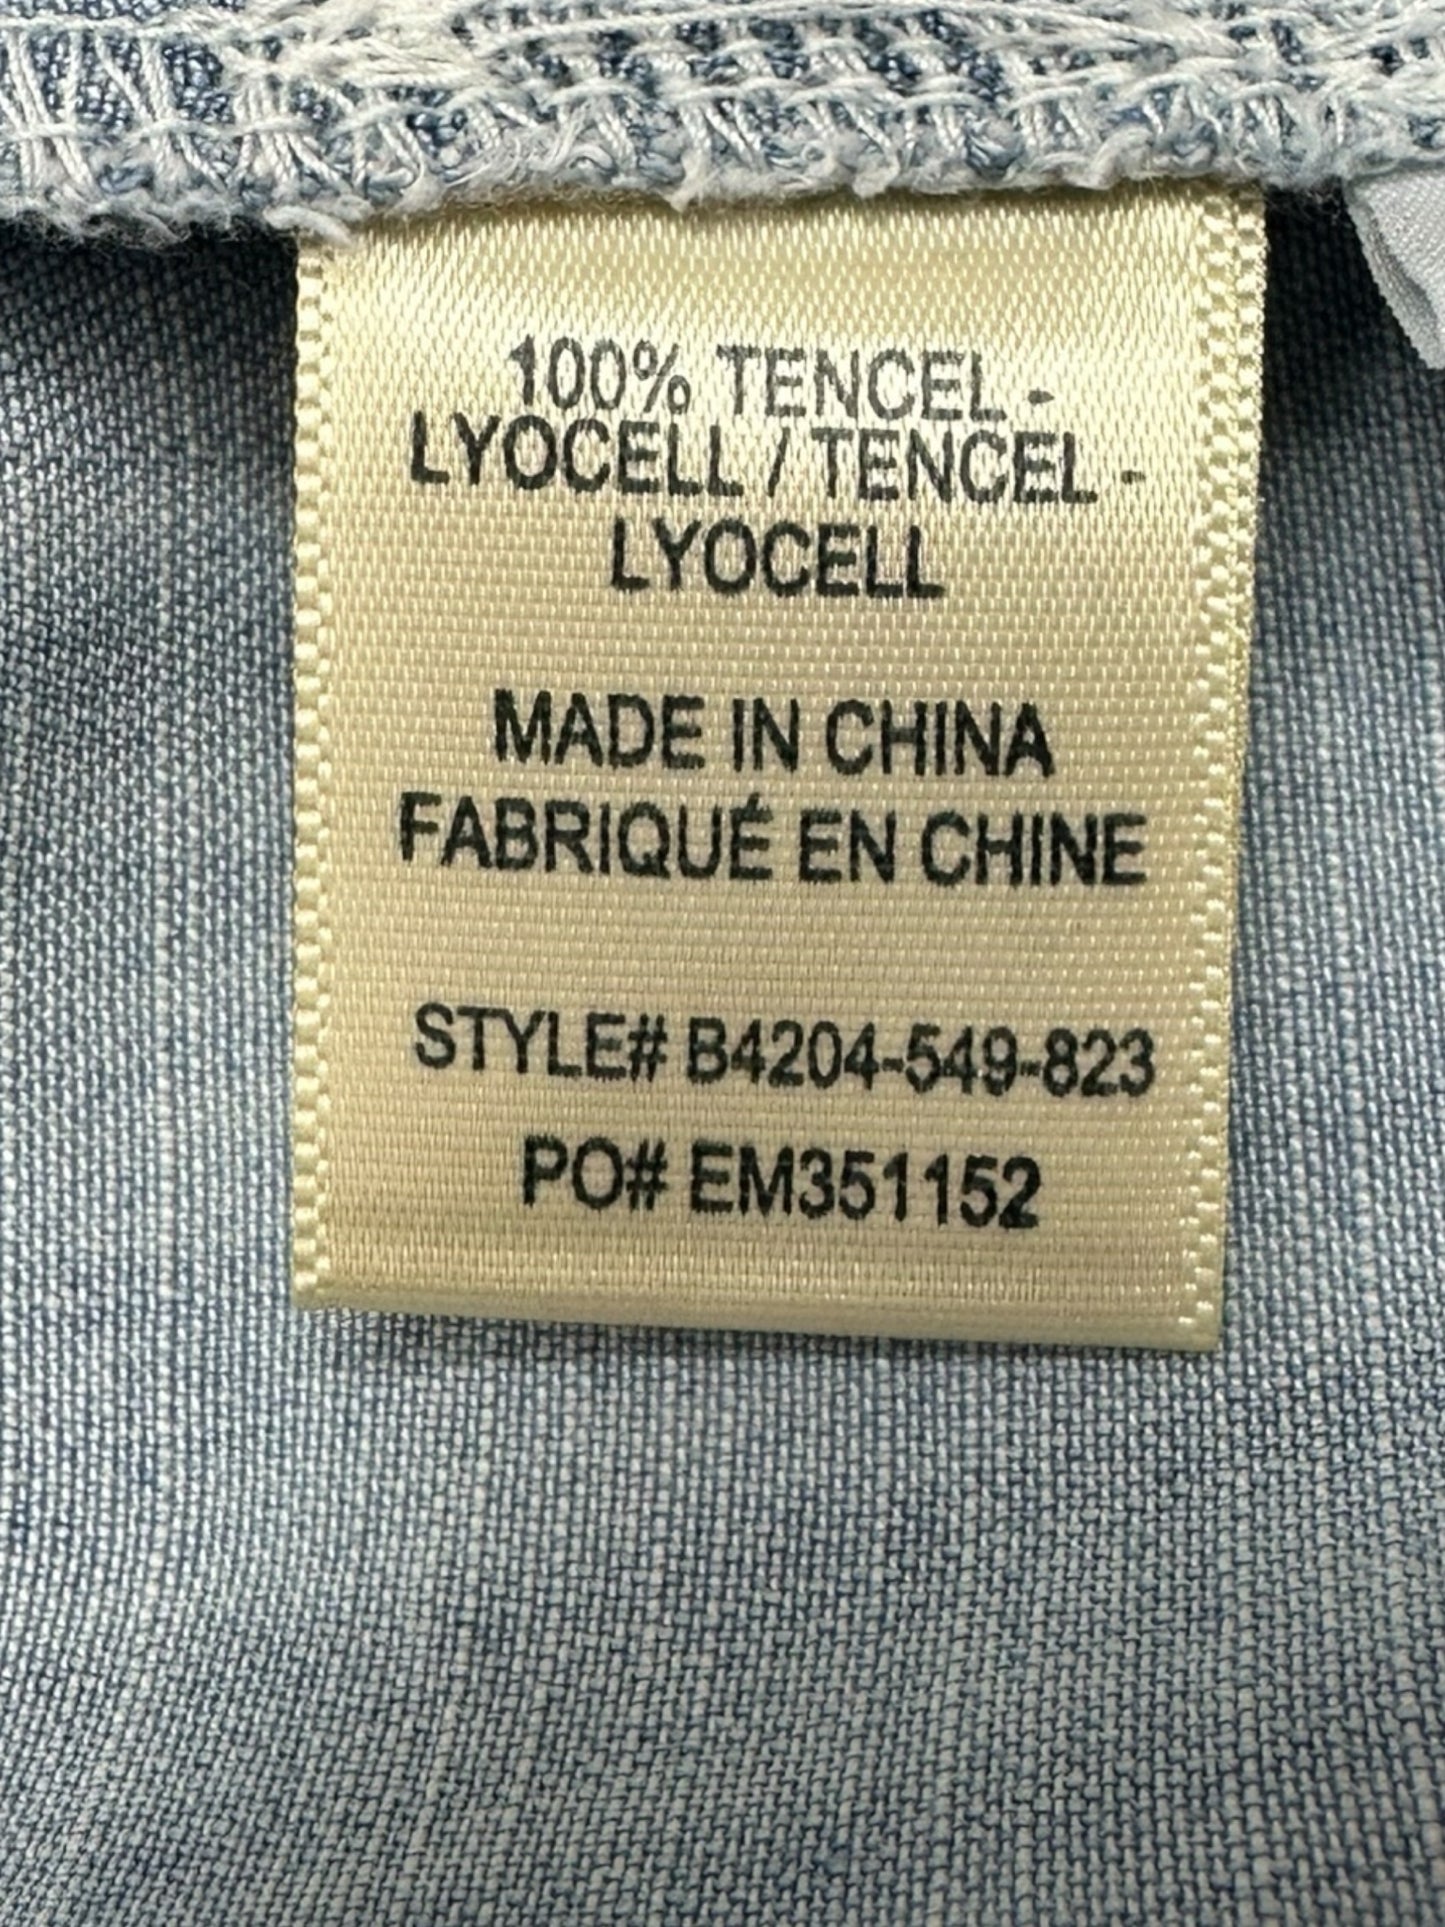 100% TENCEL -
LYOCELL / TENCEL -
LYOCELL
MADE IN CHINA
FABRIQUÉ EN CHINE
STYLE# B4204-549-823
PO# EM351152